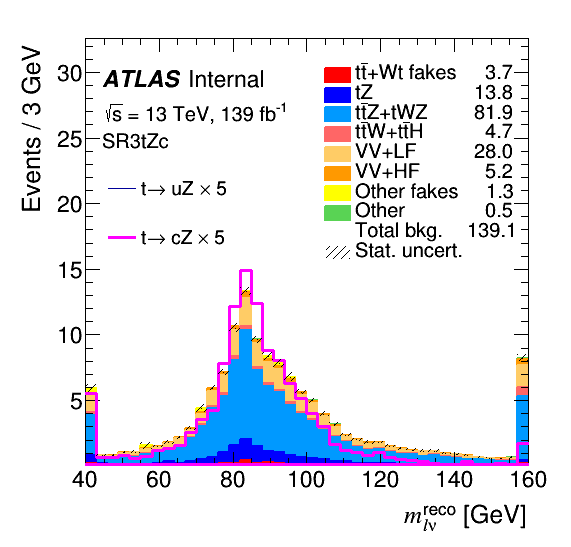 Events / 3 GeV
ATLAS Internal
√s = 13 TeV, 139 fb⁻¹
SR3tZc
t→ uZ × 5
t→ cZ × 5
tt̄+Wt fakes 3.7
tZ 13.8
tt̄Z+tWZ 81.9
tt̄W+tt̄H 4.7
VV+LF 28.0
VV+HF 5.2
Other fakes 1.3
Other 0.5
Total bkg. 139.1
Stat. uncert.
30
25
20
15
10
5
40 60 80 100 120 140 160
m_lν^reco [GeV]